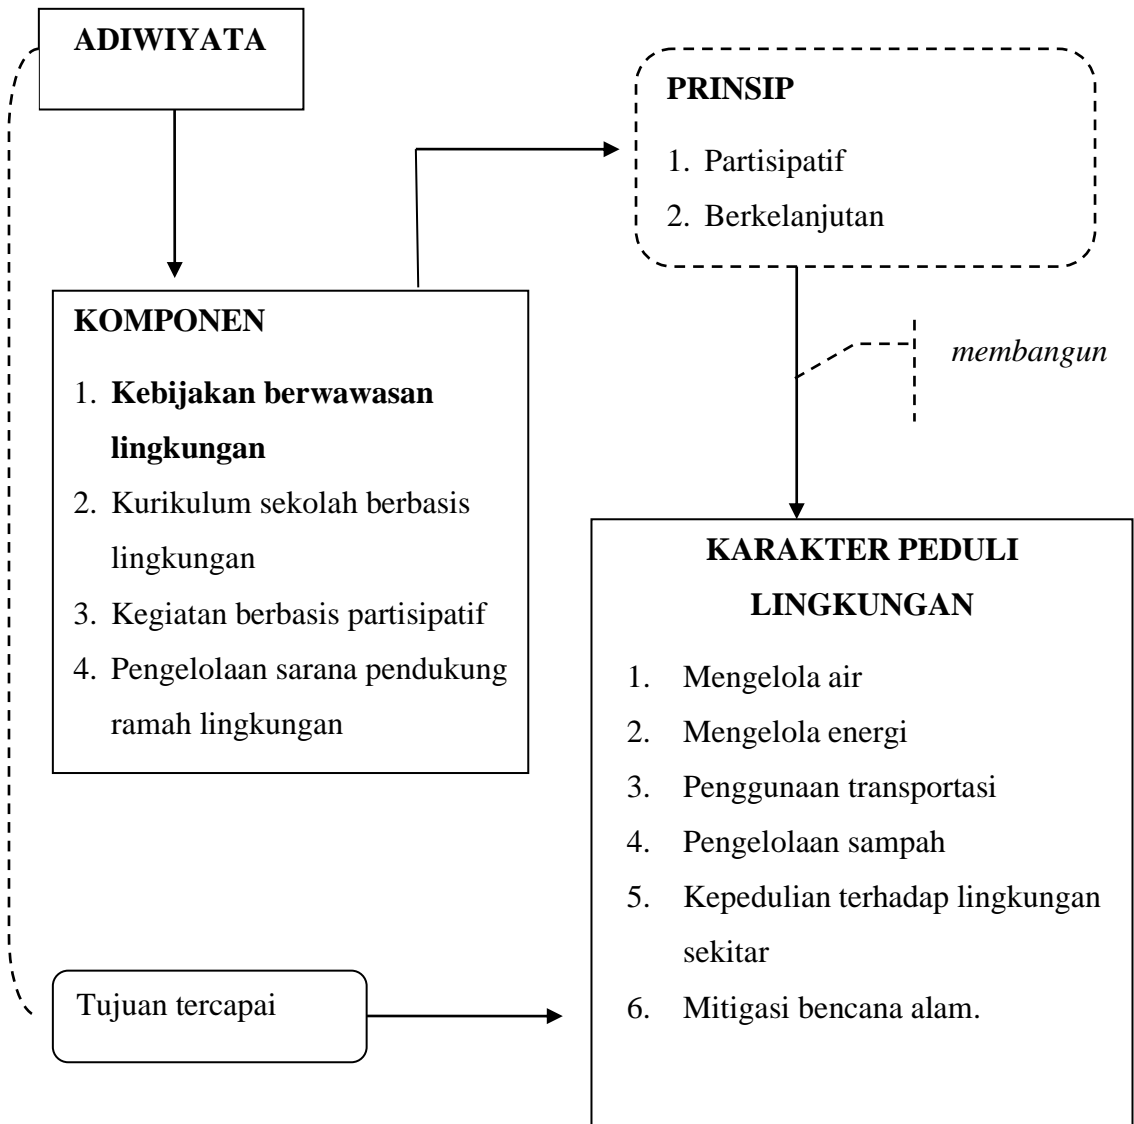 ADIWIYATA
PRINSIP
1. Partisipatif
2. Berkelanjutan
KOMPONEN
1. Kebijakan berwawasan
lingkungan
2. Kurikulum sekolah berbasis
lingkungan
3. Kegiatan berbasis partisipatif
4. Pengelolaan sarana pendukung
ramah lingkungan
membangun
KARAKTER PEDULI
LINGKUNGAN
1. Mengelola air
2. Mengelola energi
3. Penggunaan transportasi
4. Pengelolaan sampah
5. Kepedulian terhadap lingkungan
sekitar
6. Mitigasi bencana alam.
Tujuan tercapai